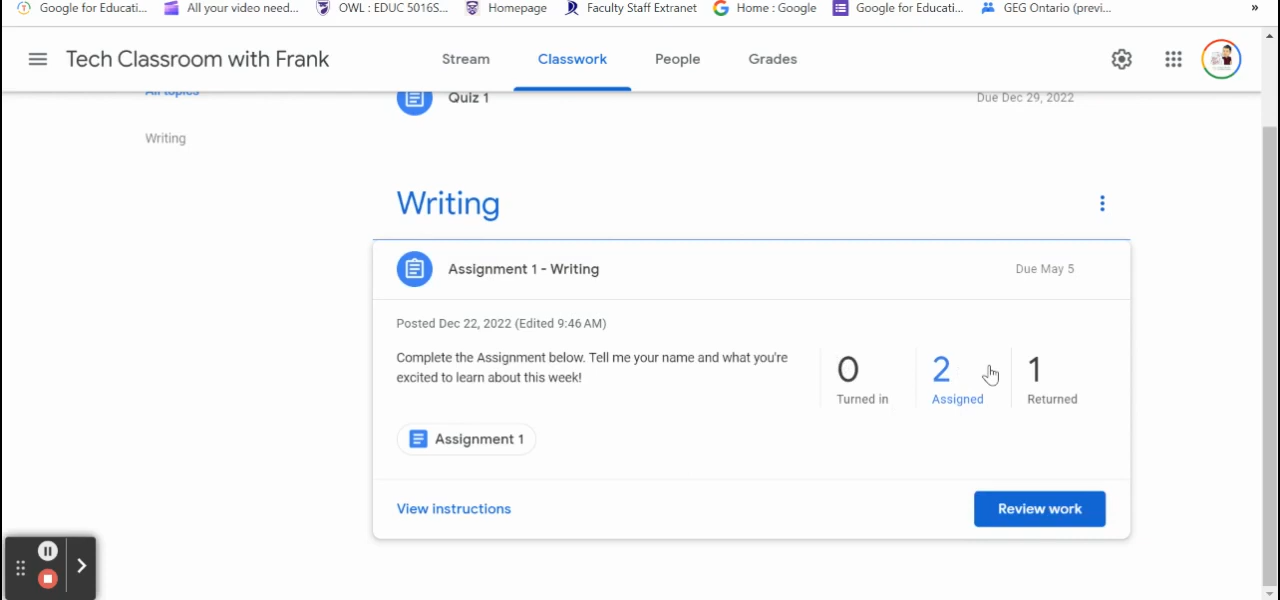 Google for Educati... All your video need... OWL : EDUC 5016S... Homepage Faculty Staff Extranet Home : Google Google for Educati... GEG Ontario (previ... »
Tech Classroom with Frank Stream Classwork People Grades
All topics
Quiz 1 Due Dec 29, 2022
Writing
Writing
Assignment 1 - Writing Due May 5
Posted Dec 22, 2022 (Edited 9:46 AM)
Complete the Assignment below. Tell me your name and what you're
excited to learn about this week!
0 2 1
Turned in Assigned Returned
Assignment 1
View instructions Review work